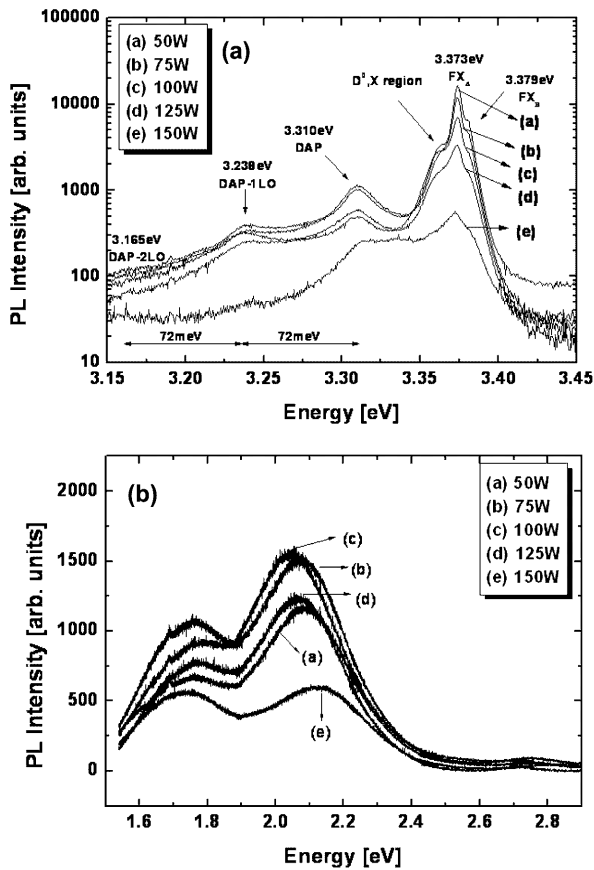 100000
10000
1000
100
10
PL Intensity [arb. units]
(a) 50W
(b) 75W
(c) 100W
(d) 125W
(e) 150W
(a)
3.373eV
FXA
3.379eV
FXB
D0,X region
3.310eV
DAP
3.238eV
DAP-1LO
3.165eV
DAP-2LO
(a)
(b)
(c)
(d)
(e)
72meV
72meV
3.15 3.20 3.25 3.30 3.35 3.40 3.45
Energy [eV]
2000
1500
1000
500
0
PL Intensity [arb. units]
(b)
(a) 50W
(b) 75W
(c) 100W
(d) 125W
(e) 150W
(c)
(b)
(d)
(a)
(e)
1.6 1.8 2.0 2.2 2.4 2.6 2.8
Energy [eV]